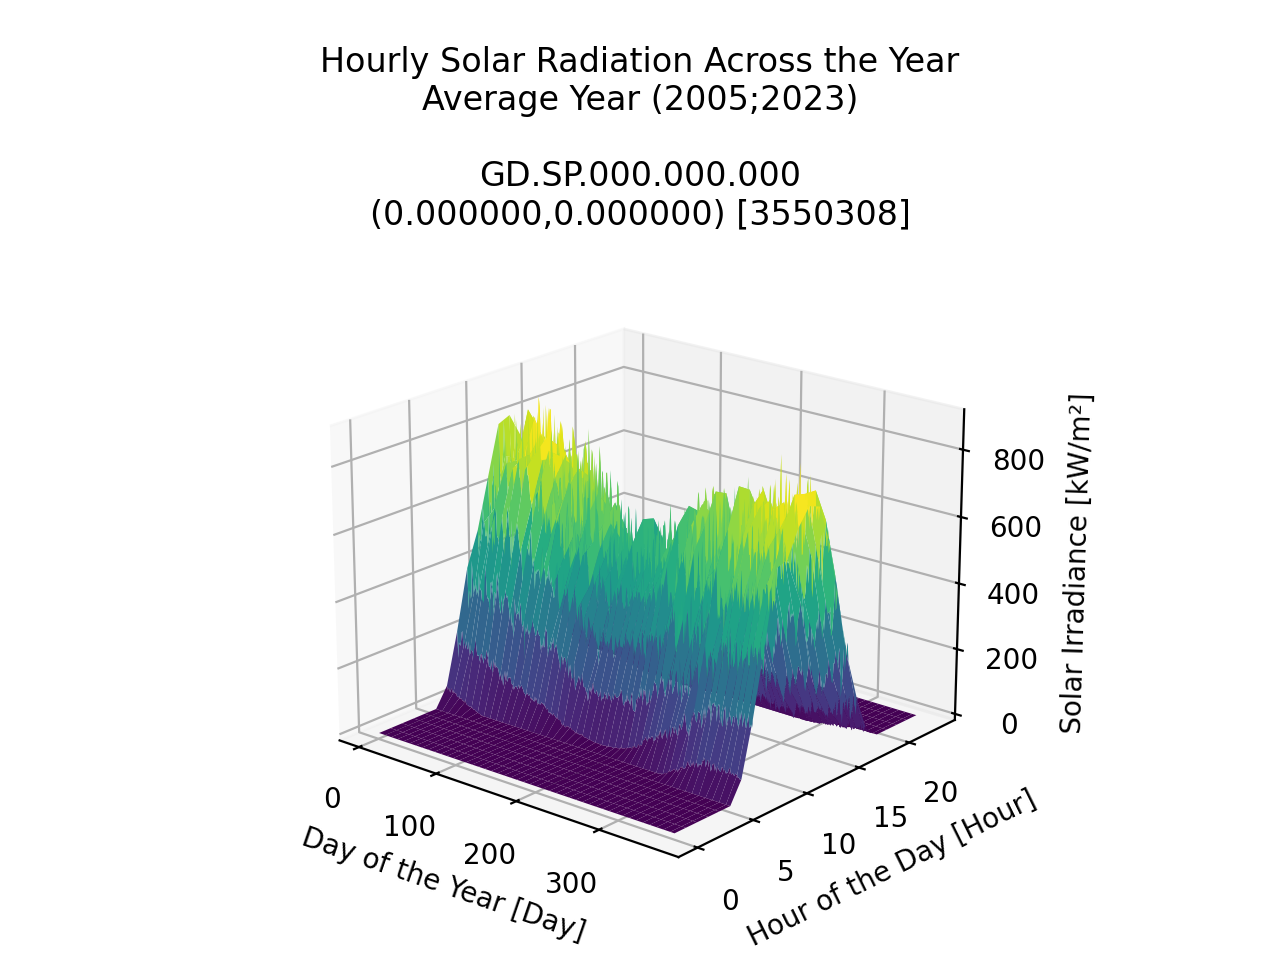 Hourly Solar Radiation Across the Year
Average Year (2005;2023)
GD.SP.000.000.000
(0.000000,0.000000) [3550308]
800
600
400
200
0
Solar Irradiance [kW/m²]
0
100
200
300
Day of the Year [Day]
0
5
10
15
20
Hour of the Day [Hour]